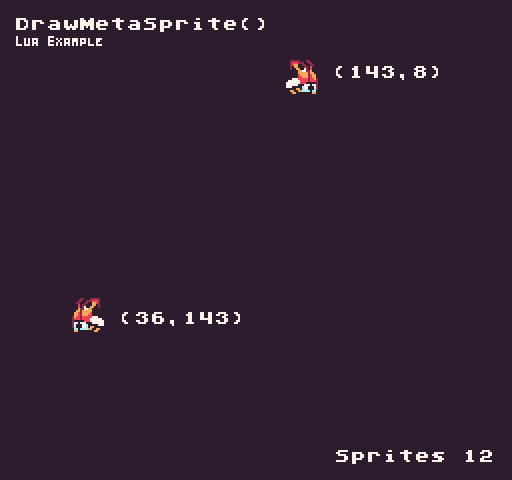 DrawMetaSprite()
Lua Example
(143,8)
(36,143)
Sprites 12